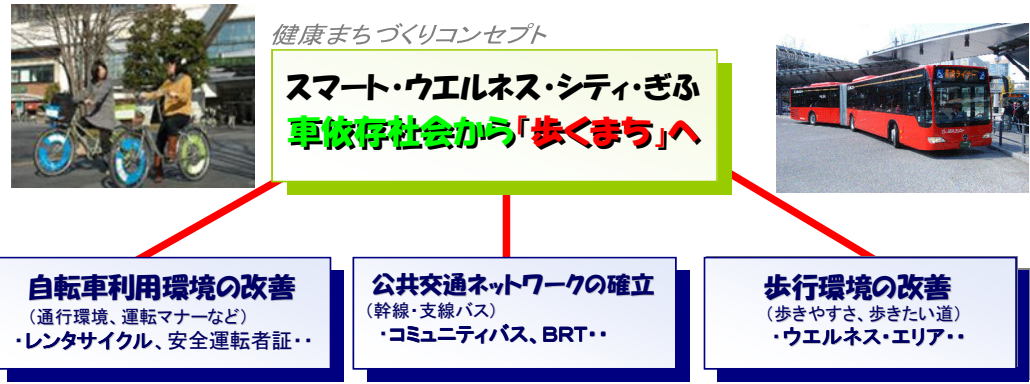 健康まちづくりコンセプト
スマート・ウエルネス・シティ・ぎふ
車依存社会から「歩くまち」へ
自転車利用環境の改善
（通行環境、運転マナーなど）
・レンタサイクル、安全運転者証・・
公共交通ネットワークの確立
（幹線・支線バス）
・コミュニティバス、BRT・・
歩行環境の改善
（歩きやすさ、歩きたい道）
・ウエルネス・エリア・・